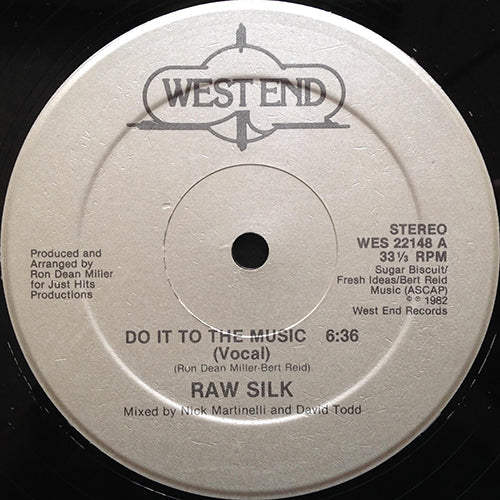 WEST END
STEREO
WES 22148 A
33⅓ RPM
Sugar Biscuit/
Fresh Ideas/Bert Reid
Music (ASCAP)
℗ © 1982
West End Records
Produced and
Arranged by
Ron Dean Miller
for Just Hits
Productions
DO IT TO THE MUSIC 6:36
(Vocal)
(Ron Dean Miller-Bert Reid)
RAW SILK
Mixed by Nick Martinelli and David Todd